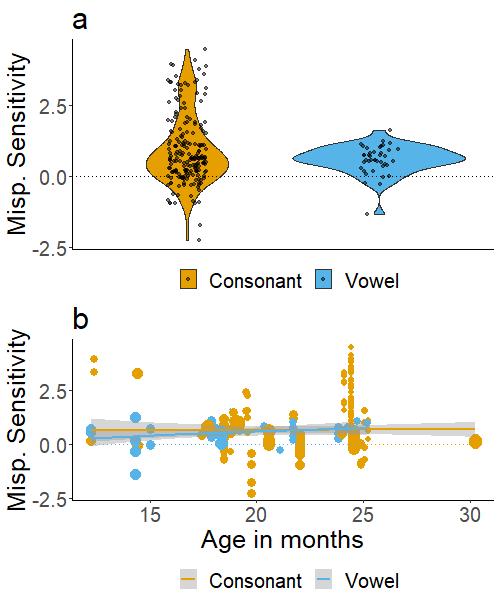 a
Misp. Sensitivity
2.5
0.0
-2.5
Consonant Vowel
b
Misp. Sensitivity
2.5
0.0
-2.5
15 20 25 30
Age in months
Consonant Vowel